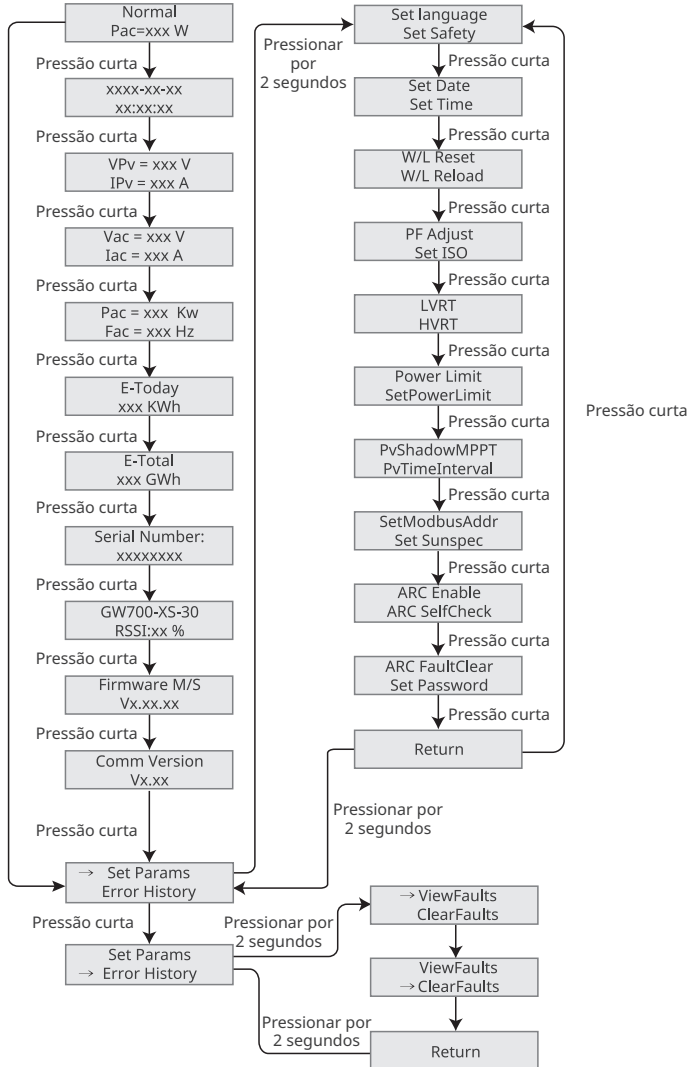 Normal
Pac=xxx W
Pressão curta
xxxx-xx-xx
xx:xx:xx
Pressão curta
VPv = xxx V
IPv = xxx A
Pressão curta
Vac = xxx V
Iac = xxx A
Pressão curta
Pac = xxx Kw
Fac = xxx Hz
Pressão curta
E-Today
xxx KWh
Pressão curta
E-Total
xxx GWh
Pressão curta
Serial Number:
xxxxxxxx
Pressão curta
GW700-XS-30
RSSI:xx %
Pressão curta
Firmware M/S
Vx.xx.xx
Pressão curta
Comm Version
Vx.xx
Pressão curta
→ Set Params
Error History
Pressão curta
Set Params
→ Error History
Pressionar
por
2 segundos
Set language
Set Safety
Pressão curta
Set Date
Set Time
Pressão curta
W/L Reset
W/L Reload
Pressão curta
PF Adjust
Set ISO
Pressão curta
LVRT
HVRT
Pressão curta
Power Limit
SetPowerLimit
Pressão curta
PvShadowMPPT
PvTimeInterval
Pressão curta
SetModbusAddr
Set Sunspec
Pressão curta
ARC Enable
ARC SelfCheck
Pressão curta
ARC FaultClear
Set Password
Pressão curta
Return
Pressão curta
Pressionar por
2 segundos
Pressionar por
2 segundos
→ ViewFaults
ClearFaults
ViewFaults
→ ClearFaults
Pressionar por
2 segundos
Return